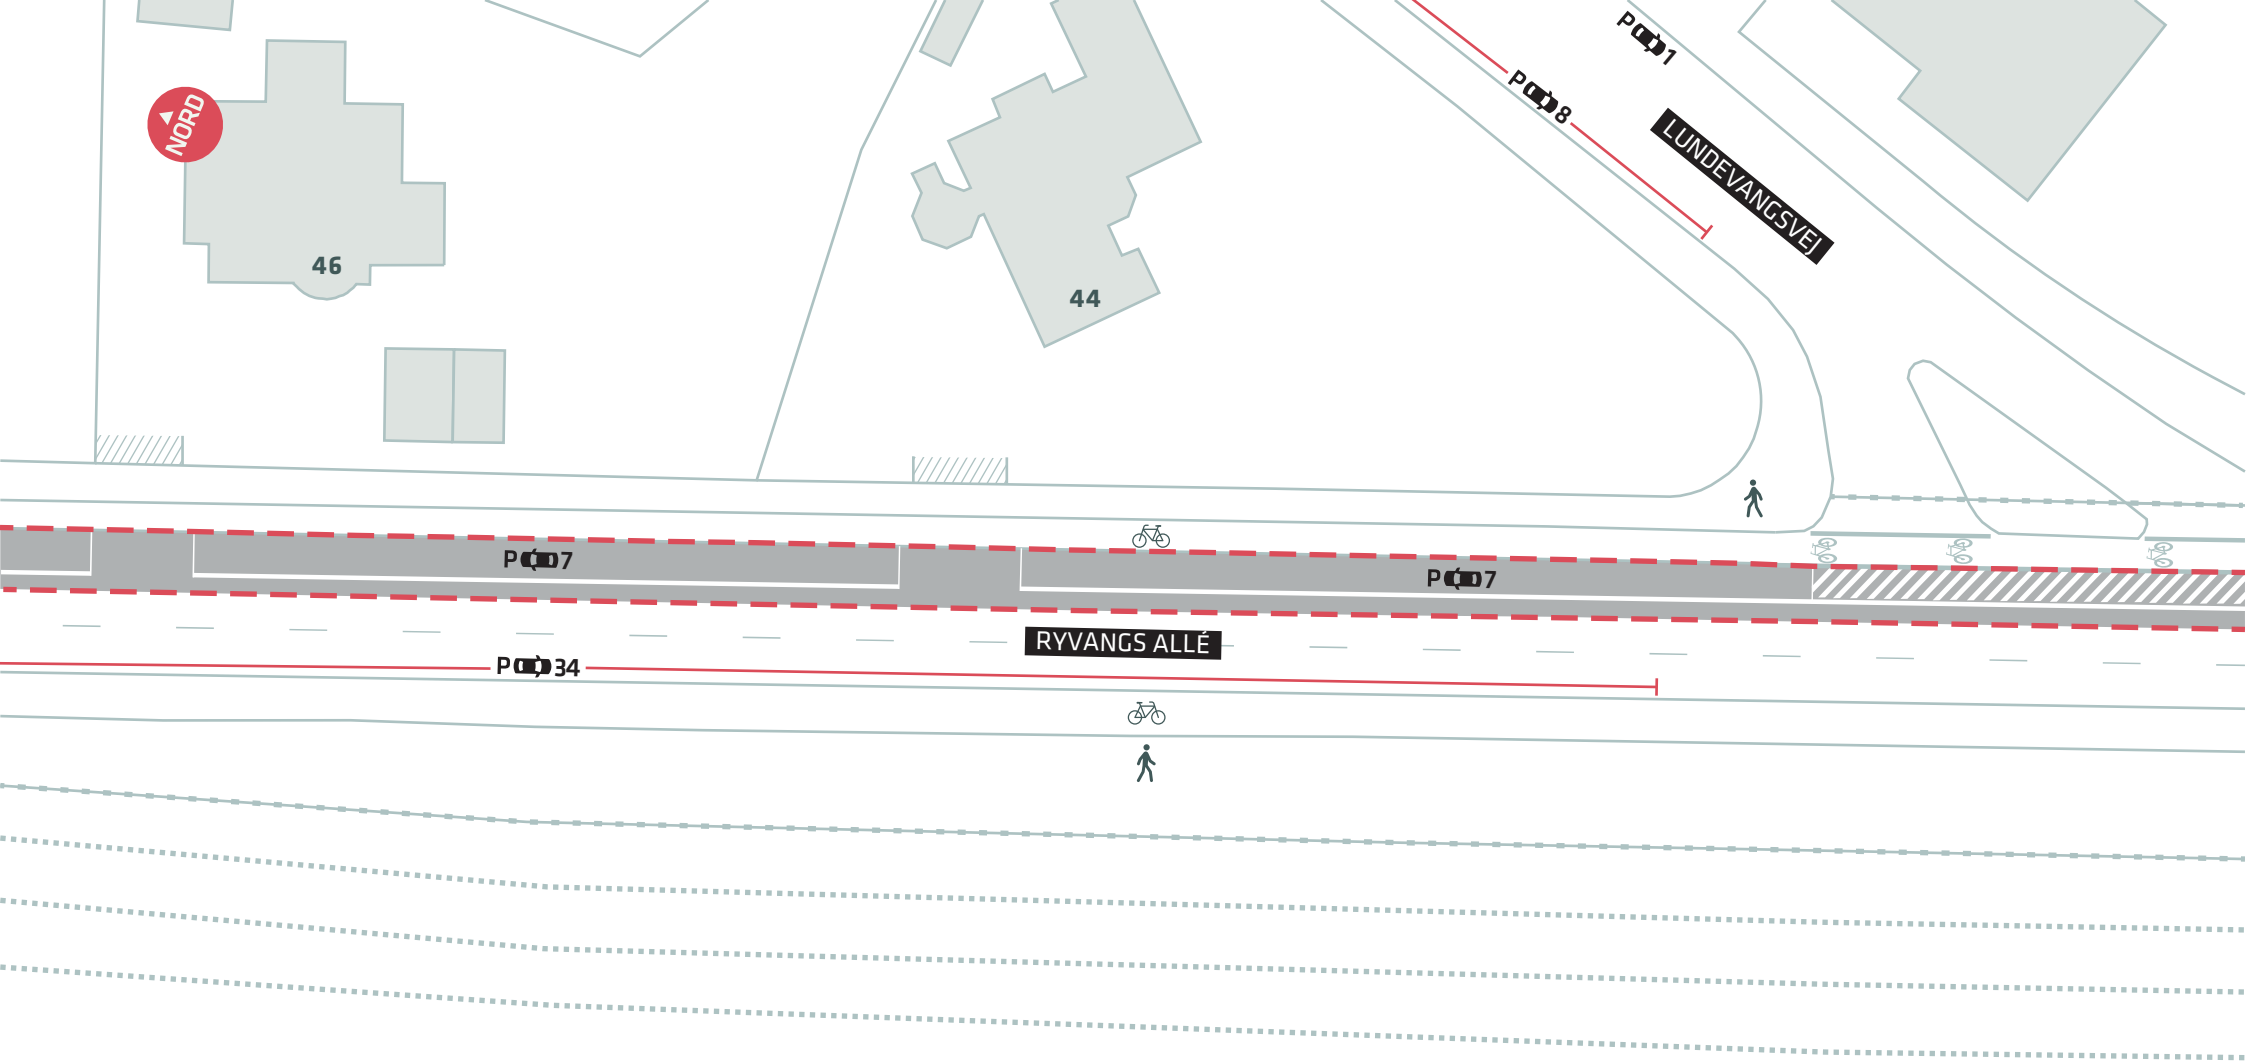 P 1
P 8
NORD
LUNDEVANGSVEJ
46
44
P 7
P 7
RYVANGS ALLÉ
P 34